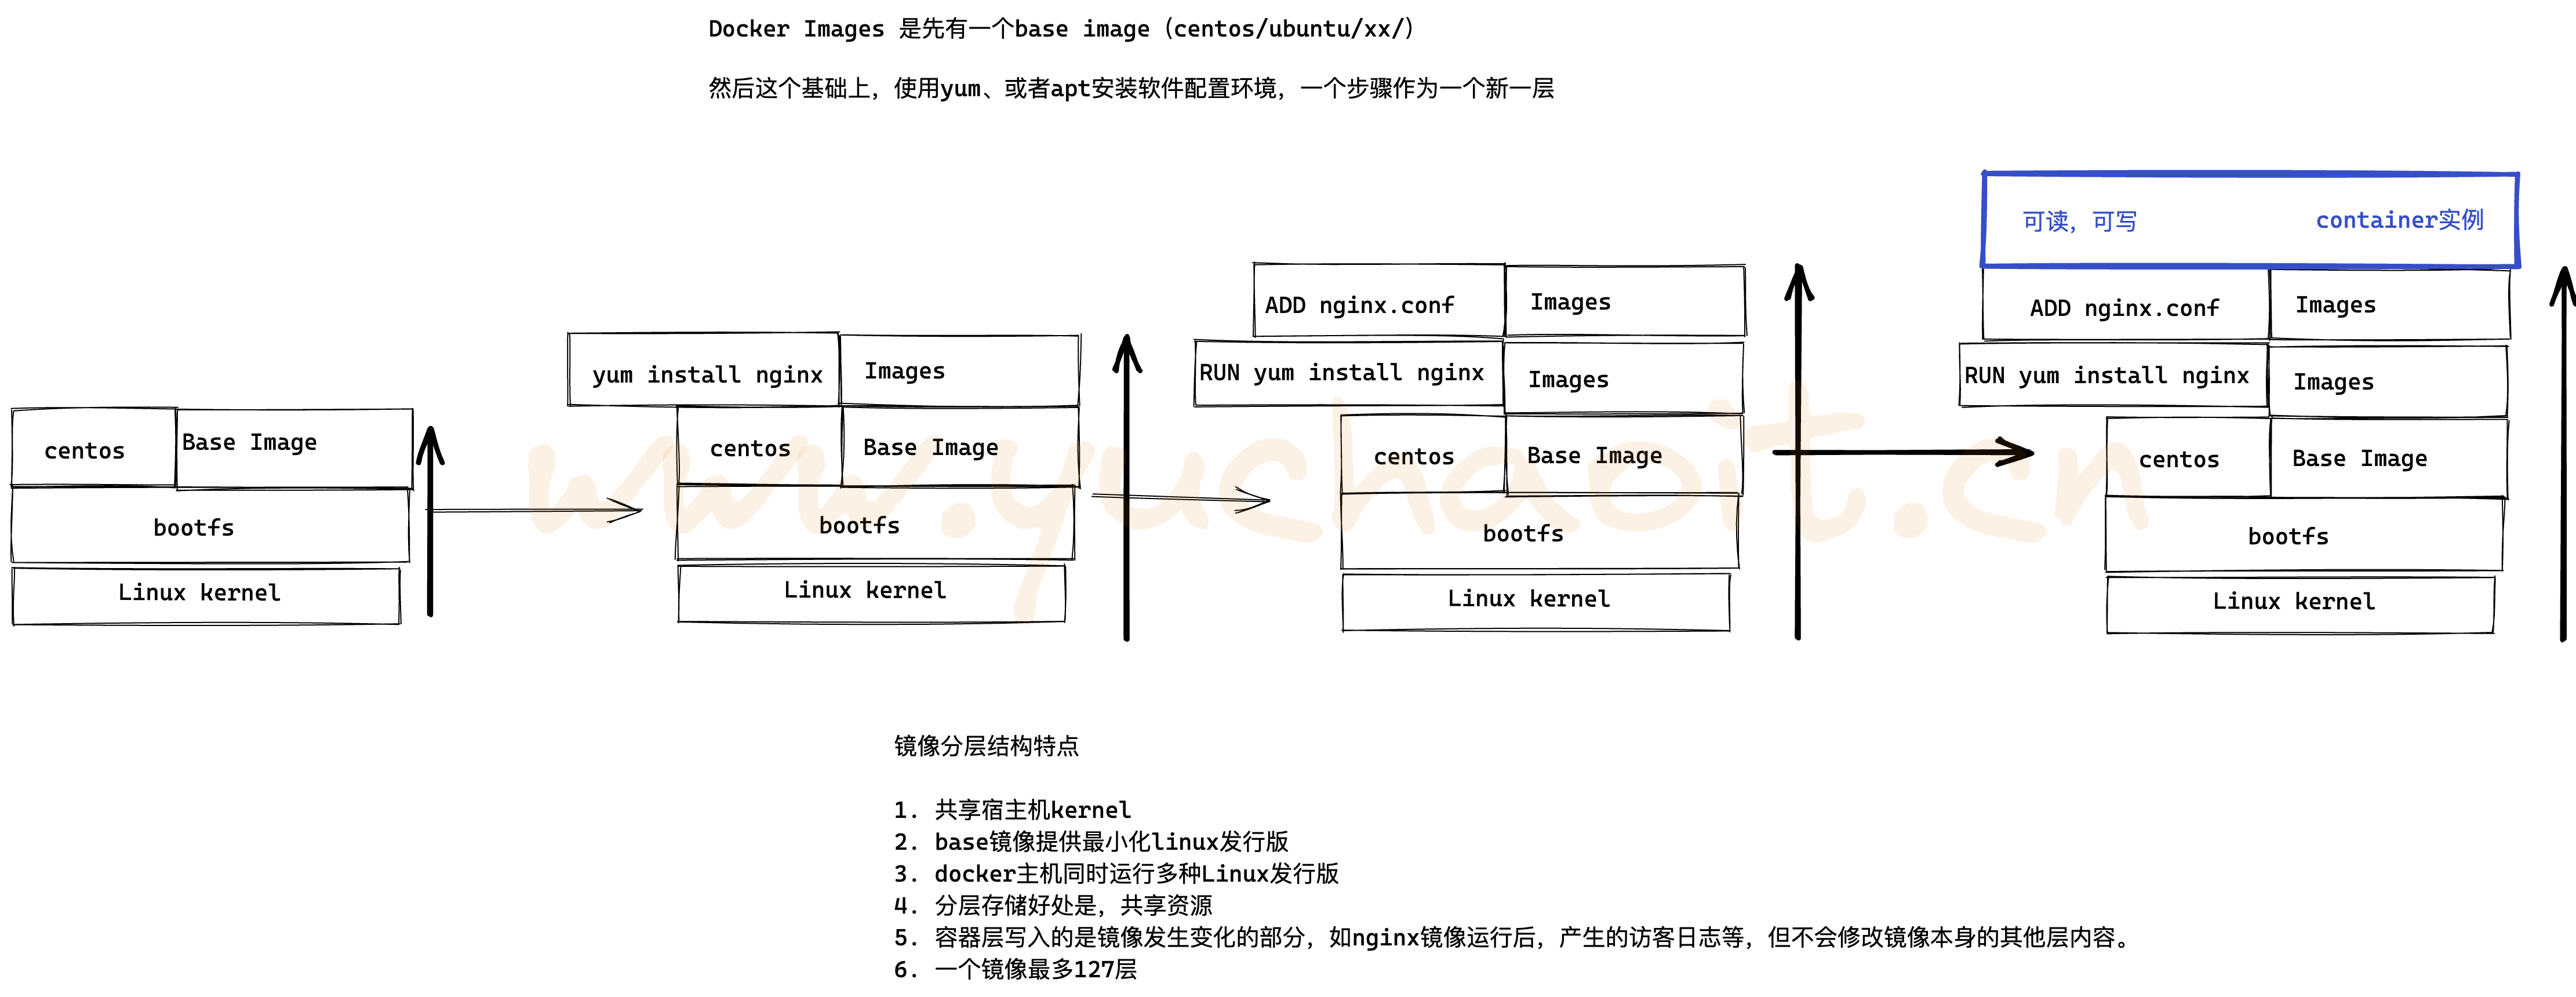 Docker Images 是先有一个base image（centos/ubuntu/xx/）
然后这个基础上，使用yum、或者apt安装软件配置环境，一个步骤作为一个新一层
centos
Base Image
bootfs
Linux kernel
yum install nginx
Images
centos
Base Image
bootfs
Linux kernel
ADD nginx.conf
Images
RUN yum install nginx
Images
centos
Base Image
bootfs
Linux kernel
可读，可写
container实例
ADD nginx.conf
Images
RUN yum install nginx
Images
centos
Base Image
bootfs
Linux kernel
www.yuchaoit.cn
镜像分层结构特点
1. 共享宿主机kernel
2. base镜像提供最小化linux发行版
3. docker主机同时运行多种Linux发行版
4. 分层存储好处是，共享资源
5. 容器层写入的是镜像发生变化的部分，如nginx镜像运行后，产生的访客日志等，但不会修改镜像本身的其他层内容。
6. 一个镜像最多127层